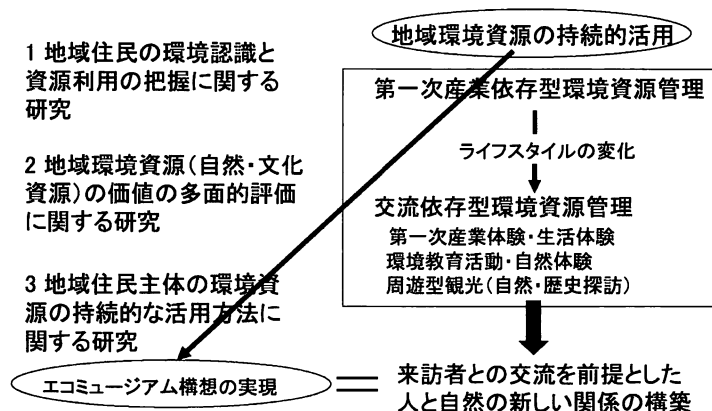 1 地域住民の環境認識と
資源利用の把握に関する
研究
2 地域環境資源(自然・文化
資源)の価値の多面的評価
に関する研究
3 地域住民主体の環境資
源の持続的な活用方法に
関する研究
エコミュージアム構想の実現
地域環境資源の持続的活用
第一次産業依存型環境資源管理
ライフスタイルの変化
交流依存型環境資源管理
第一次産業体験・生活体験
環境教育活動・自然体験
周遊型観光(自然・歴史探訪)
来訪者との交流を前提とした
人と自然の新しい関係の構築